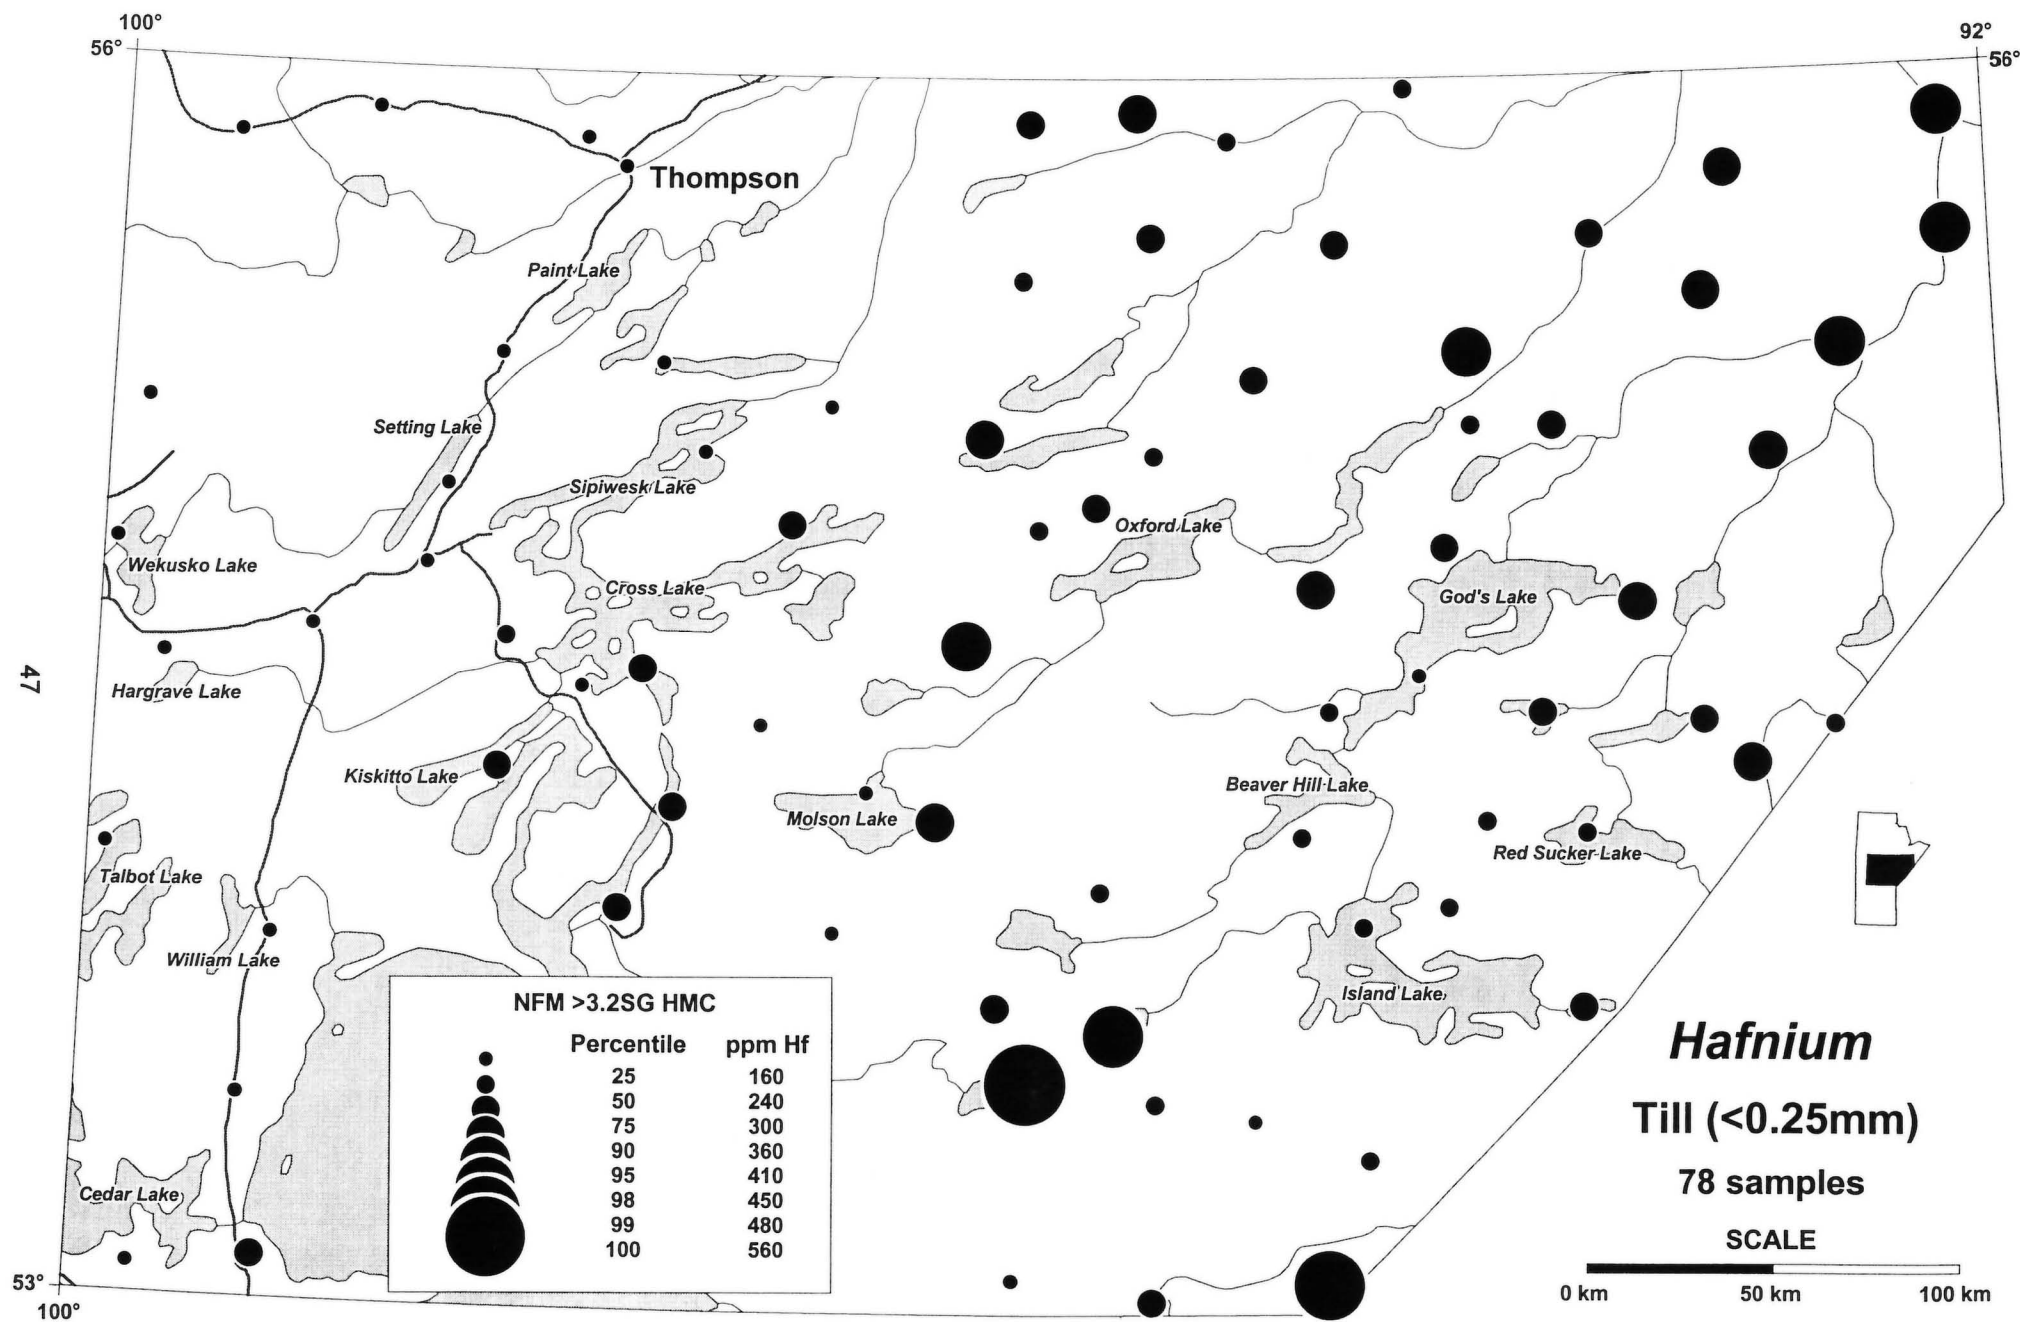 100°
92°
56°
56°
Thompson
Paint Lake
Setting Lake
Sipiwesk Lake
Oxford Lake
Wekusko Lake
Cross Lake
God's Lake
47
Hargrave Lake
Kiskitto Lake
Beaver Hill Lake
Molson Lake
Red Sucker Lake
Talbot Lake
William Lake
Island Lake
NFM >3.2SG HMC
Percentile ppm Hf
25 160
50 240
75 300
90 360
95 410
98 450
99 480
100 560
Hafnium
Till (<0.25mm)
78 samples
Cedar Lake
SCALE
0 km 50 km 100 km
53°
100°